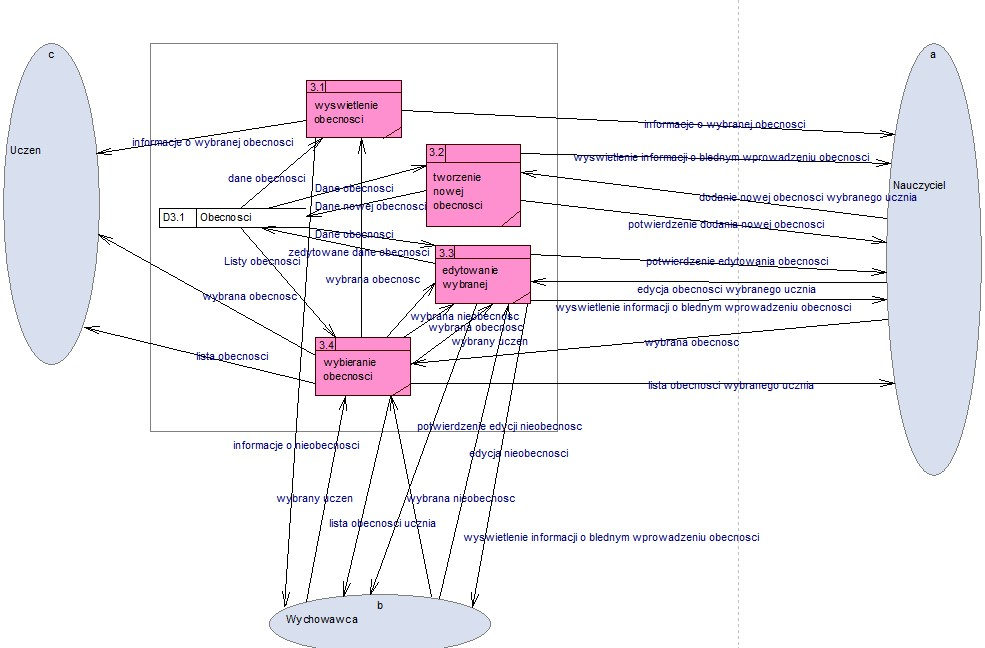 c
a
3.1
wyswietlenie
obecnosci
informacje o wybranej obecnosci
informacje o wybranej obecnosci
Uczen
3.2
wyswietlenie informacji o blednym wprowadzeniu obecnosci
dane obecnosci
tworzenie
nowej
obecnosci
Dane obecnosci
Nauczyciel
dodanie nowej obecnosci wybranego ucznia
Dane nowej obecnosci
D3.1 Obecnosci
potwierdzenie dodania nowej obecnosci
Dane obecnosci
zedytowane dane obecnosci
3.3
Listy obecnosci
potwierdzenie edytowania obecnosci
edytowanie
wybranej
wybrana obecnosc
edycja obecnosci wybranego ucznia
wybrana obecnosc
wyswietlenie informacji o blednym wprowadzeniu obecnosci
wybrana nieobecnosc
wybrana obecnosc
wybrany uczen
3.4
wybrana obecnosc
lista obecnosci
wybieranie
obecnosci
lista obecnosci wybranego ucznia
potwierdzenie edycji nieobecnosc
informacje o nieobecnosci
edycja nieobecnosc
wybrany uczen
wybrana nieobecnosc
lista obecnosci ucznia
wyswietlenie informacji o blednym wprowadzeniu obecnosci
b
Wychowawca